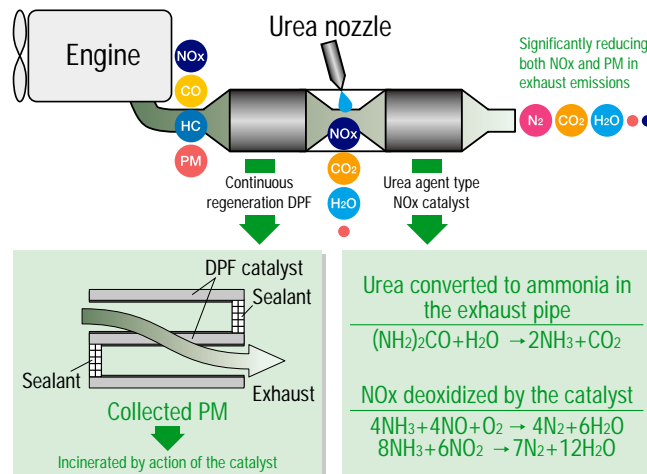 Urea nozzle
Engine
NOx
CO
HC
PM
Significantly reducing
both NOx and PM in
exhaust emissions
NOx
CO₂
H₂O
N₂ CO₂ H₂O
Continuous
regeneration DPF
Urea agent type
NOx catalyst
DPF catalyst
Sealant
Sealant
Exhaust
Collected PM
Incinerated by action of the catalyst
Urea converted to ammonia in
the exhaust pipe
(NH₂)₂CO+H₂O →2NH₃+CO₂
NOx deoxidized by the catalyst
4NH₃+4NO+O₂ → 4N₂+6H₂O
8NH₃+6NO₂ →7N₂+12H₂O